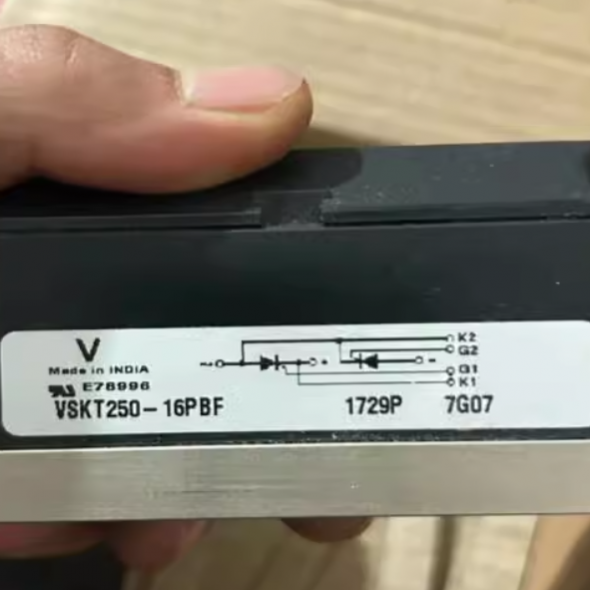 V
Made in INDIA
E78996
VSKT250-16PBF
1729P 7G07
~ + -
K2
G2
G1
K1